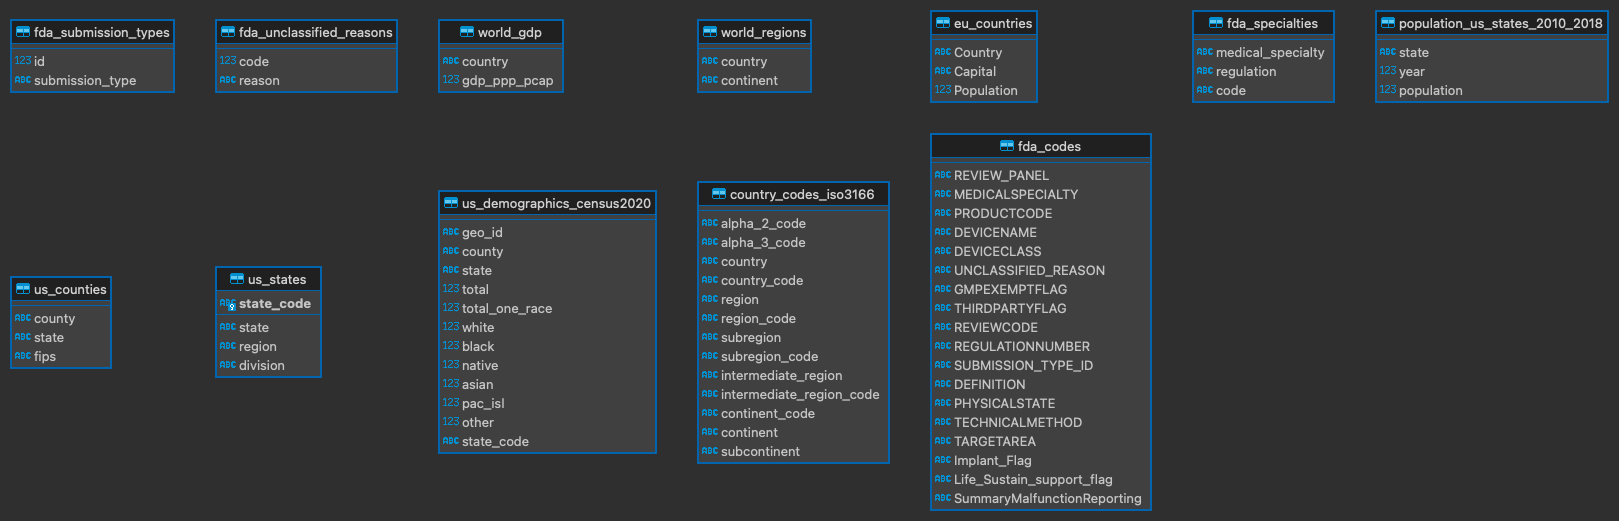 fda_submission_types
123 id
ABC submission_type
fda_unclassified_reasons
123 code
ABC reason
world_gdp
ABC country
123 gdp_ppp_pcap
world_regions
ABC country
ABC continent
eu_countries
ABC Country
ABC Capital
123 Population
fda_specialties
ABC medical_specialty
ABC regulation
ABC code
population_us_states_2010_2018
ABC state
123 year
123 population
us_counties
ABC county
ABC state
ABC fips
us_states
ABC state_code
ABC state
ABC region
ABC division
us_demographics_census2020
ABC geo_id
ABC county
ABC state
123 total
123 total_one_race
123 white
123 black
123 native
123 asian
123 pac_isl
123 other
ABC state_code
country_codes_iso3166
ABC alpha_2_code
ABC alpha_3_code
ABC country
ABC country_code
ABC region
ABC region_code
ABC subregion
ABC subregion_code
ABC intermediate_region
ABC intermediate_region_code
ABC continent_code
ABC continent
ABC subcontinent
fda_codes
ABC REVIEW_PANEL
ABC MEDICALSPECIALTY
ABC PRODUCTCODE
ABC DEVICENAME
ABC DEVICECLASS
ABC UNCLASSIFIED_REASON
ABC GMPEXEMPTFLAG
ABC THIRDPARTYFLAG
ABC REVIEWCODE
ABC REGULATIONNUMBER
ABC SUBMISSION_TYPE_ID
ABC DEFINITION
ABC PHYSICALSTATE
ABC TECHNICALMETHOD
ABC TARGETAREA
ABC Implant_Flag
ABC Life_Sustain_support_flag
ABC SummaryMalfunctionReporting